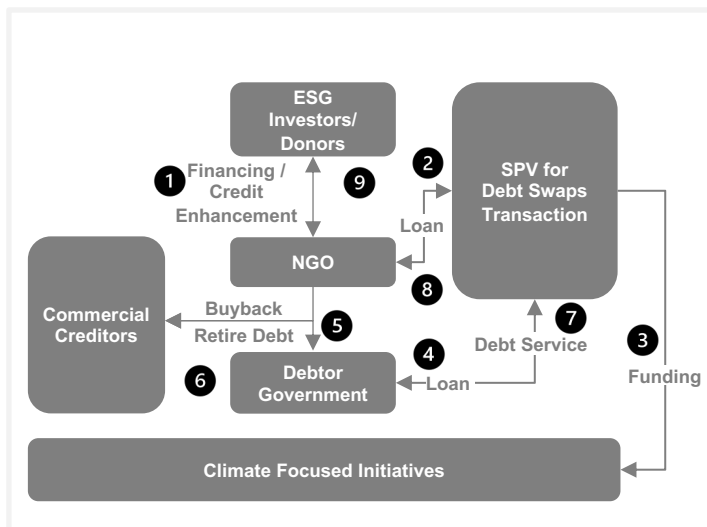 ESG
Investors/
Donors
1
Financing /
Credit
Enhancement
9
2
Loan
SPV for
Debt Swaps
Transaction
NGO
8
Commercial
Creditors
Buyback
Retire Debt
5
7
Debt Service
3
Funding
6
Debtor
Government
4
Loan
Climate Focused Initiatives